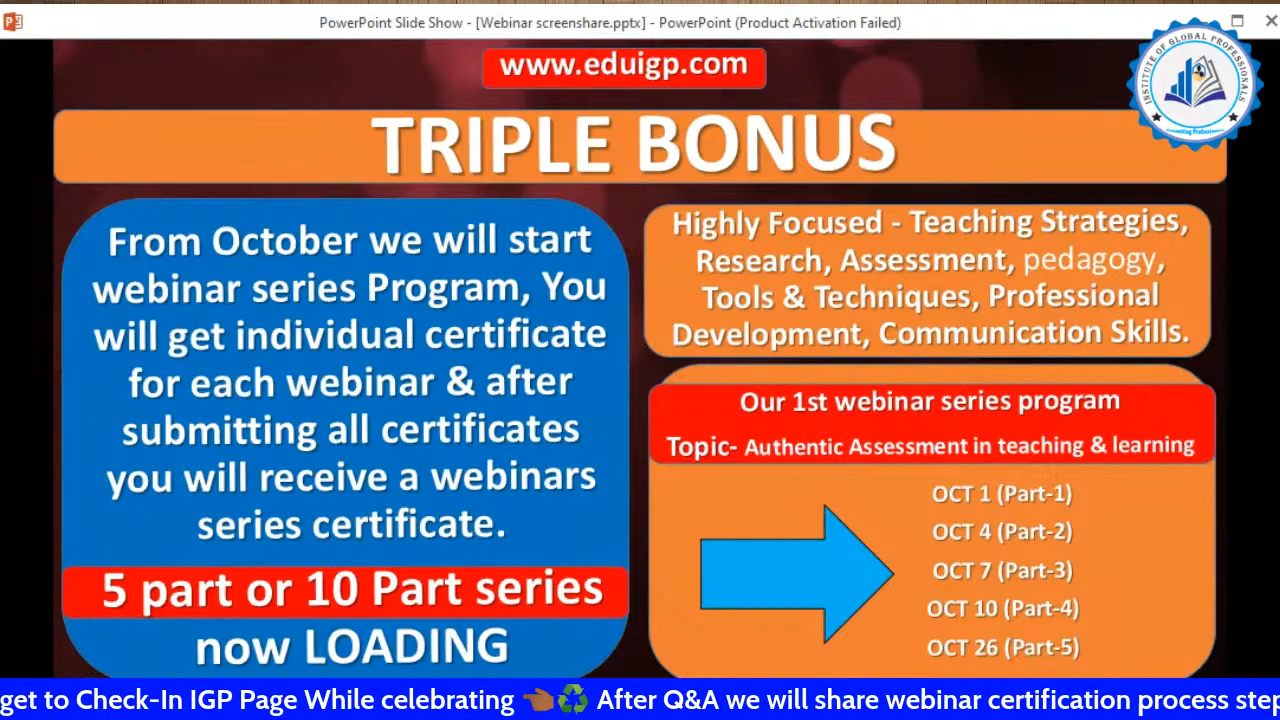 PowerPoint Slide Show - [Webinar screenshare.pptx] - PowerPoint (Product Activation Failed)
www.eduigp.com
INSTITUTE OF GLOBAL PROFESSIONALS
TRIPLE BONUS
From October we will start
webinar series Program, You
will get individual certificate
for each webinar & after
submitting all certificates
you will receive a webinars
series certificate.
5 part or 10 Part series
now LOADING
Highly Focused - Teaching Strategies,
Research, Assessment, pedagogy,
Tools & Techniques, Professional
Development, Communication Skills.
Our 1st webinar series program
Topic- Authentic Assessment in teaching & learning
OCT 1 (Part-1)
OCT 4 (Part-2)
OCT 7 (Part-3)
OCT 10 (Part-4)
OCT 26 (Part-5)
get to Check-In IGP Page While celebrating 👈🏾♻️ After Q&A we will share webinar certification process step